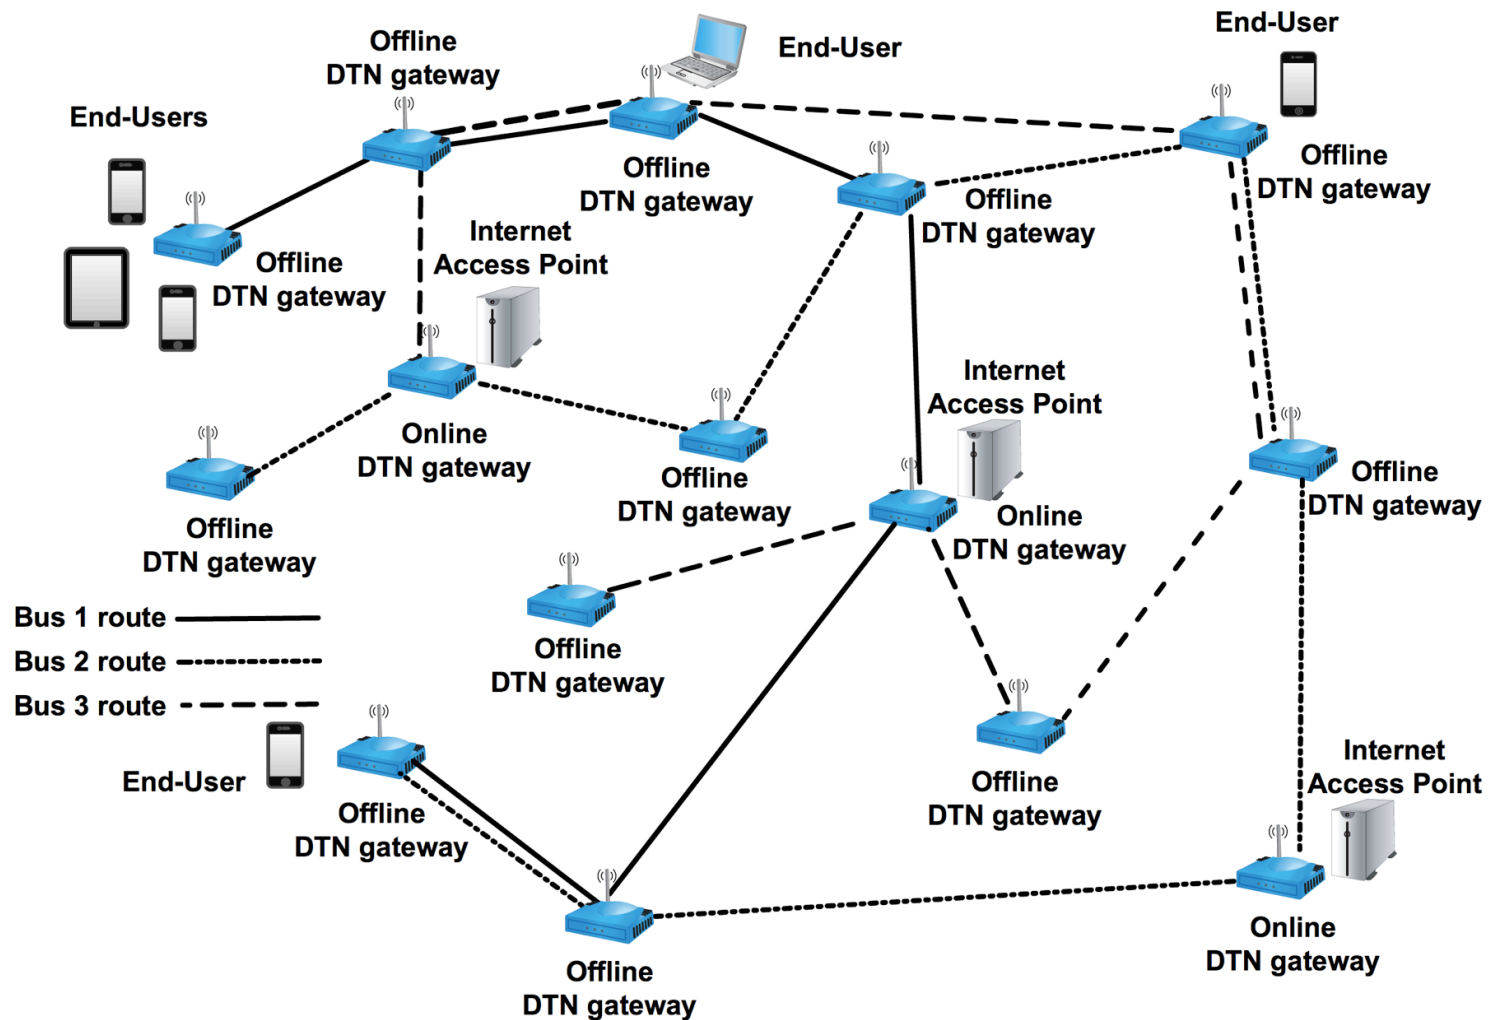 Offline
DTN gateway
End-User
End-User
End-Users
Offline
DTN gateway
Offline
DTN gateway
Offline
DTN gateway
Internet
Access Point
Offline
DTN gateway
Internet
Access Point
Online
DTN gateway
Offline
DTN gateway
Offline
DTN gateway
Offline
DTN gateway
Online
DTN gateway
Bus 1 route
Bus 2 route
Bus 3 route
Offline
DTN gateway
End-User
Offline
DTN gateway
Offline
DTN gateway
Internet
Access Point
Online
DTN gateway
Offline
DTN gateway